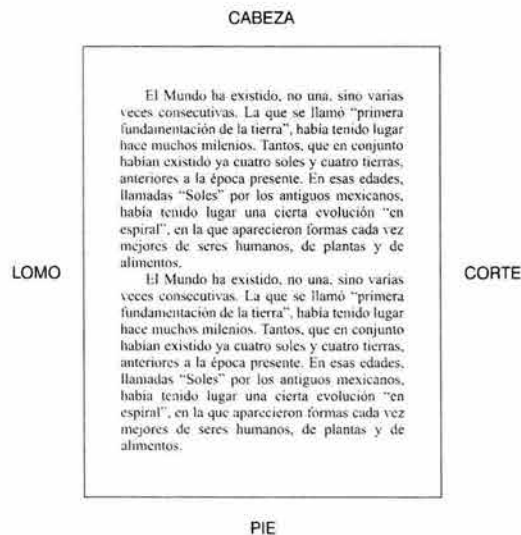 CABEZA
El Mundo ha existido, no una, sino varias
veces consecutivas. La que se llamó “primera
fundamentación de la tierra”, había tenido lugar
hace muchos milenios. Tantos, que en conjunto
habían existido ya cuatro soles y cuatro tierras,
anteriores a la época presente. En esas edades,
llamadas “Soles” por los antiguos mexicanos,
había tenido lugar una cierta evolución “en
espiral”, en la que aparecieron formas cada vez
mejores de seres humanos, de plantas y de
alimentos.
LOMO
CORTE
El Mundo ha existido, no una, sino varias
veces consecutivas. La que se llamó “primera
fundamentación de la tierra”, había tenido lugar
hace muchos milenios. Tantos, que en conjunto
habían existido ya cuatro soles y cuatro tierras,
anteriores a la época presente. En esas edades,
llamadas “Soles” por los antiguos mexicanos,
había tenido lugar una cierta evolución “en
espiral”, en la que aparecieron formas cada vez
mejores de seres humanos, de plantas y de
alimentos.
PIE